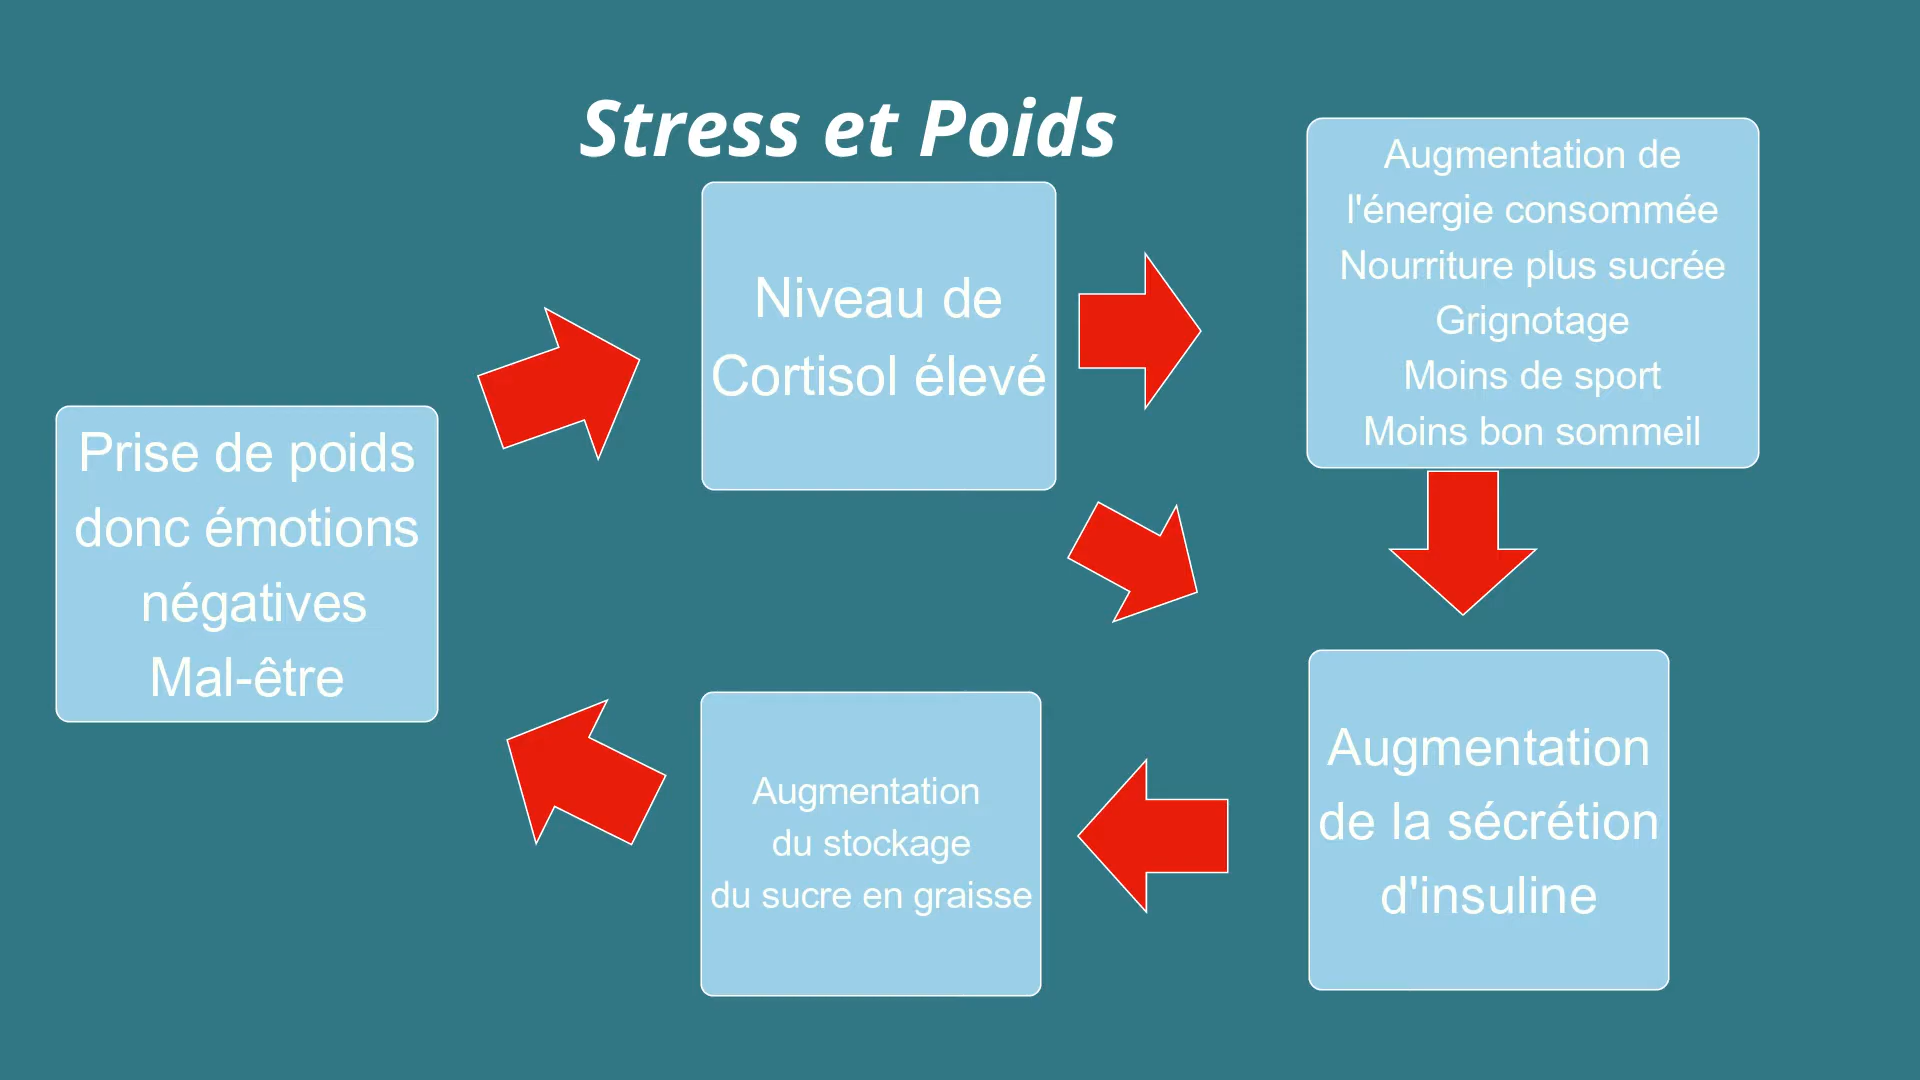 Stress et Poids
Niveau de
Cortisol élevé
Augmentation de
l'énergie consommée
Nourriture plus sucrée
Grignotage
Moins de sport
Moins bon sommeil
Augmentation
de la sécrétion
d'insuline
Augmentation
du stockage
du sucre en graisse
Prise de poids
donc émotions
négatives
Mal-être